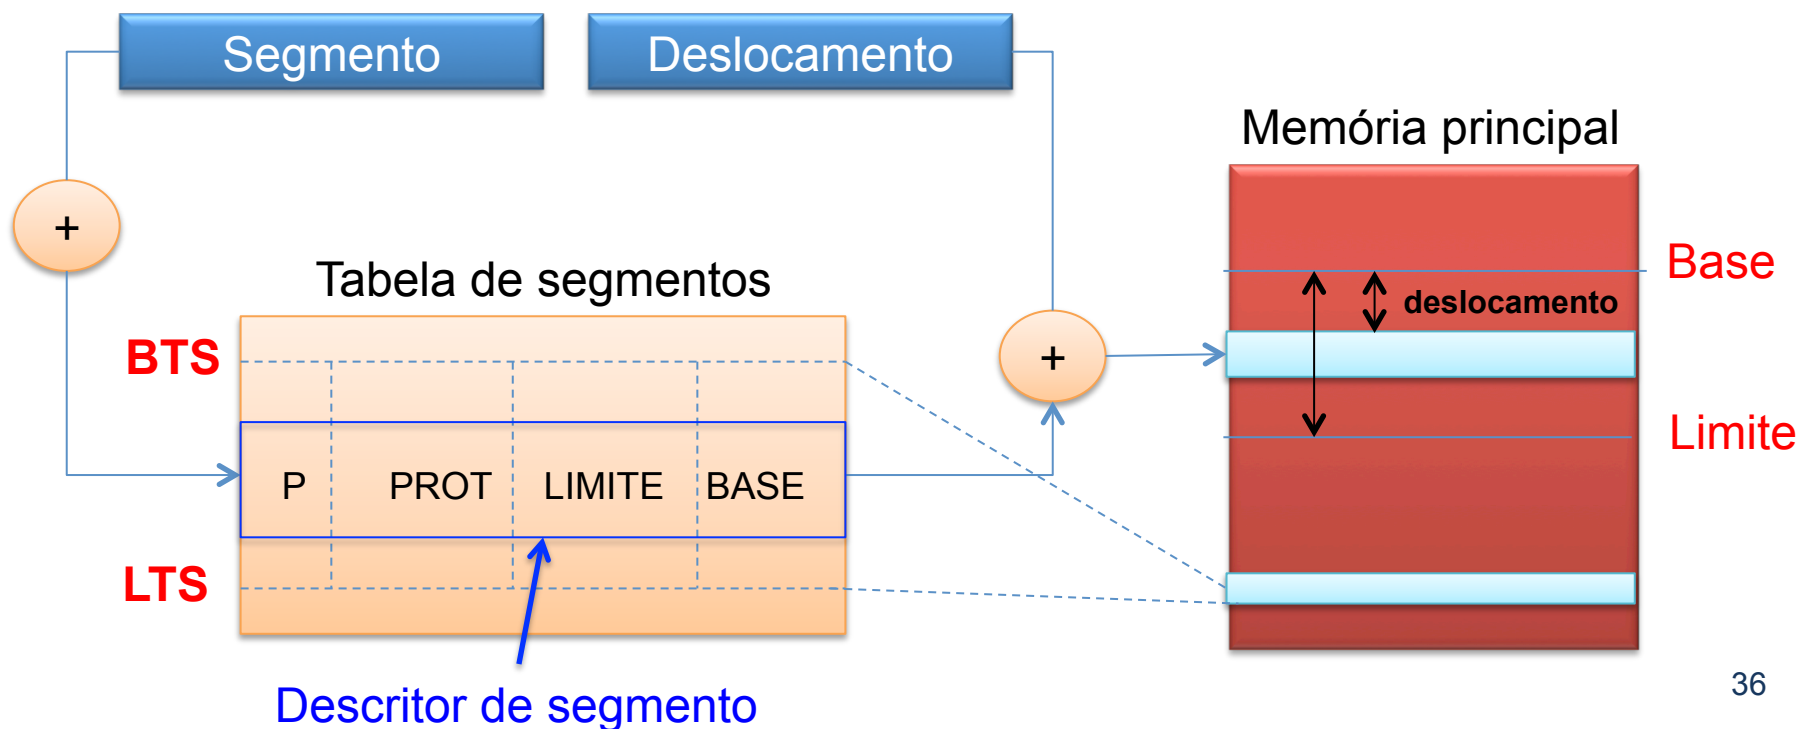 Segmento
Deslocamento
Memória principal
+
Base
Tabela de segmentos
deslocamento
BTS
+
Limite
P PROT LIMITE BASE
LTS
Descritor de segmento
36